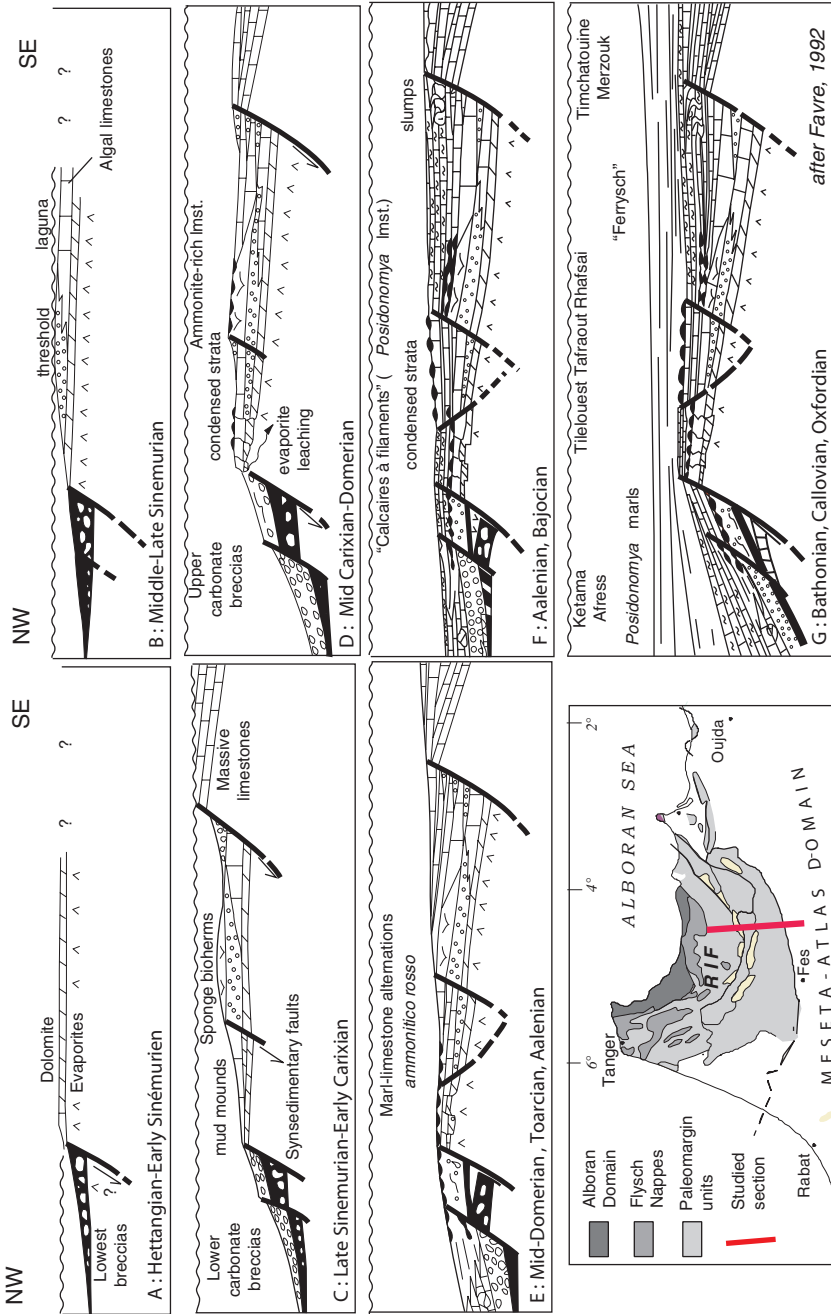 NW
SE
Dolomite
?
?
Evaporites
Lowest
breccias
?
A : Hettangian-Early Sinémurien
NW
SE
threshold
laguna
?
?
Algal limestones
B : Middle-Late Sinemurian
Lower
carbonate
breccias
mud mounds
Sponge bioherms
Massive
limestones
Synsedimentary faults
C : Late Sinemurian-Early Carixian
Upper
carbonate
breccias
condensed strata
Ammonite-rich lmst.
evaporite
leaching
D : Mid Carixian-Domerian
Marl-limestone alternations
ammonitico rosso
E : Mid-Domerian , Toarcian, Aalenian
"Calcaires à filaments" ( Posidonomya lmst.)
condensed strata
slumps
F : Aalenian, Bajocian
Ketama
Afress
Tilelouest Tafraout Rhafsai
Timchatouine
Merzouk
Posidonomya marls
"Ferrysch"
G : Bathonian, Callovian, Oxfordian
after Favre, 1992
Alboran
Domain
Flysch
Nappes
Paleomargin
units
Studied
section
6°
4°
2°
Tanger
ALBORAN SEA
RIF
Oujda
Fes
Rabat
MESETA-ATLAS DOMAIN